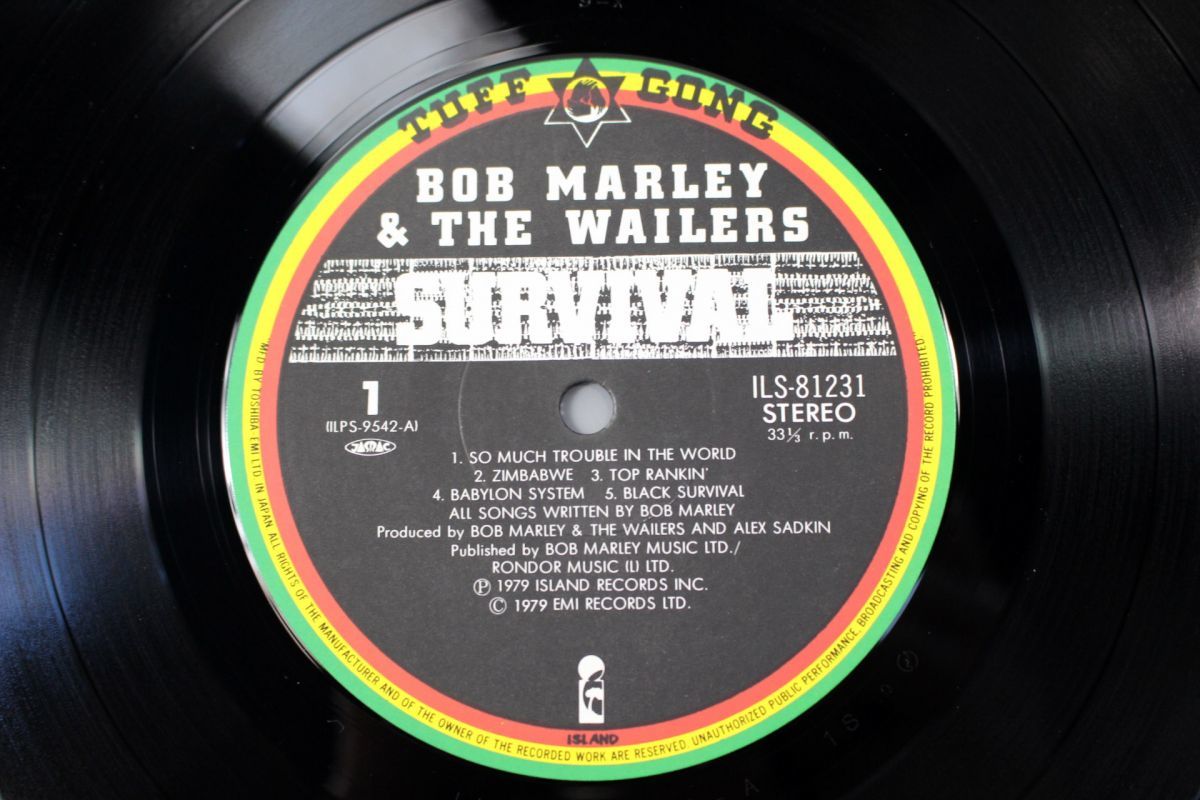 TUFF GONG
BOB MARLEY
& THE WAILERS
SURVIVAL
1
(ILPS-9542-A)
JASRAC
ILS-81231
STEREO
33⅓ r.p.m.
1. SO MUCH TROUBLE IN THE WORLD
2. ZIMBABWE 3. TOP RANKIN'
4. BABYLON SYSTEM 5. BLACK SURVIVAL
ALL SONGS WRITTEN BY BOB MARLEY
Produced by BOB MARLEY & THE WAILERS AND ALEX SADKIN
Published by BOB MARLEY MUSIC LTD./
RONDOR MUSIC (L) LTD.
Ⓟ 1979 ISLAND RECORDS INC.
© 1979 EMI RECORDS LTD.
ISLAND
"MFD BY TOSHIBA EMI LTD IN JAPAN ALL RIGHTS OF THE MANUFACTURER AND OF THE OWNER OF THE RECORDED WORK ARE RESERVED. UNAUTHORIZED PUBLIC PERFORMANCE, BROADCASTING AND COPYING OF THE RECORD PROHIBITED"